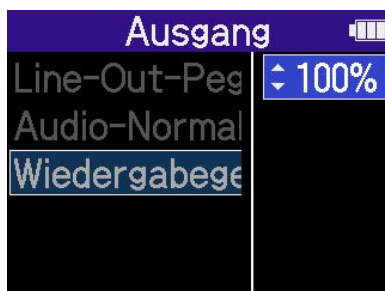 Ausgang
Line-Out-Peg
100%
Audio-Normal
Wiedergabege